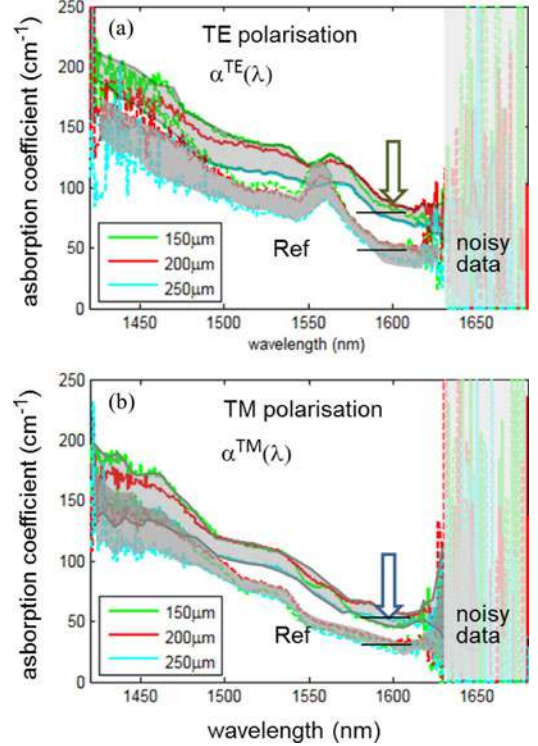 250
(a)
TE polarisation
α^TE(λ)
200
150
100
50
0
asborption coefficient (cm⁻¹)
Ref
noisy
data
150µm
200µm
250µm
1450 1500 1550 1600 1650
wavelength (nm)
250
(b)
TM polarisation
α^TM(λ)
200
150
100
50
0
asborption coefficient (cm⁻¹)
Ref
noisy
data
150µm
200µm
250µm
1450 1500 1550 1600 1650
wavelength (nm)